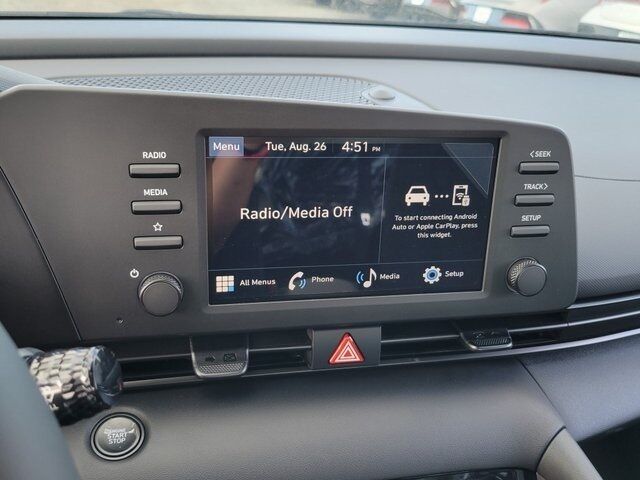 RADIO
MEDIA
Menu
Tue, Aug. 26
4:51 PM
Radio/Media Off
To start connecting Android
Auto or Apple CarPlay, press
this widget.
All Menus
Phone
Media
Setup
< SEEK
TRACK >
SETUP
ENGINE
START
STOP